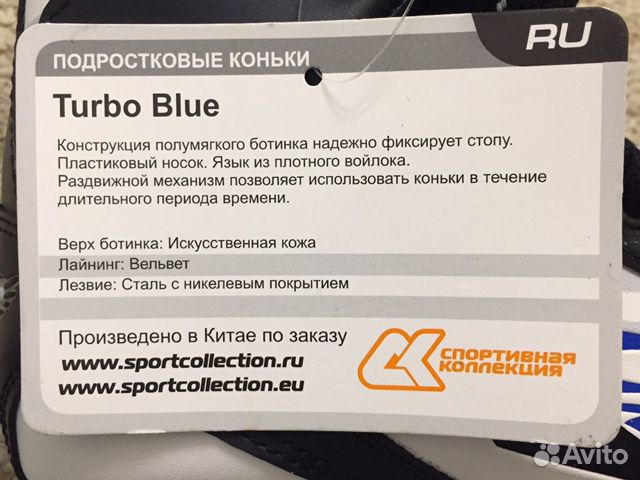 RU
ПОДРОСТКОВЫЕ КОНЬКИ
Turbo Blue
Конструкция полумягкого ботинка надежно фиксирует стопу.
Пластиковый носок. Язык из плотного войлока.
Раздвижной механизм позволяет использовать коньки в течение
длительного периода времени.
Верх ботинка: Искусственная кожа
Лайнинг: Вельвет
Лезвие: Сталь с никелевым покрытием
Произведено в Китае по заказу
www.sportcollection.ru
www.sportcollection.eu
СПОРТИВНАЯ
КОЛЛЕКЦИЯ
Avito